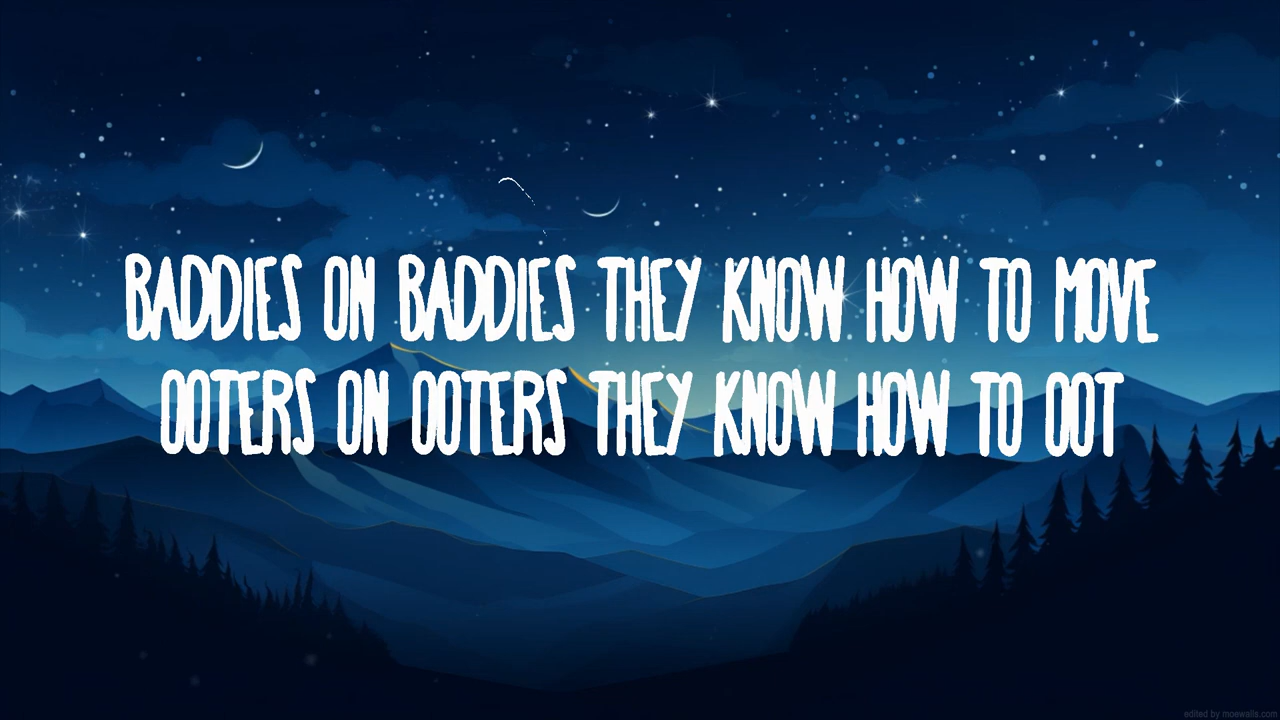 BADDIES ON BADDIES THEY KNOW HOW TO MOVE
OOTERS ON OOTERS THEY KNOW HOW TO OOT
edited by moewalls.com